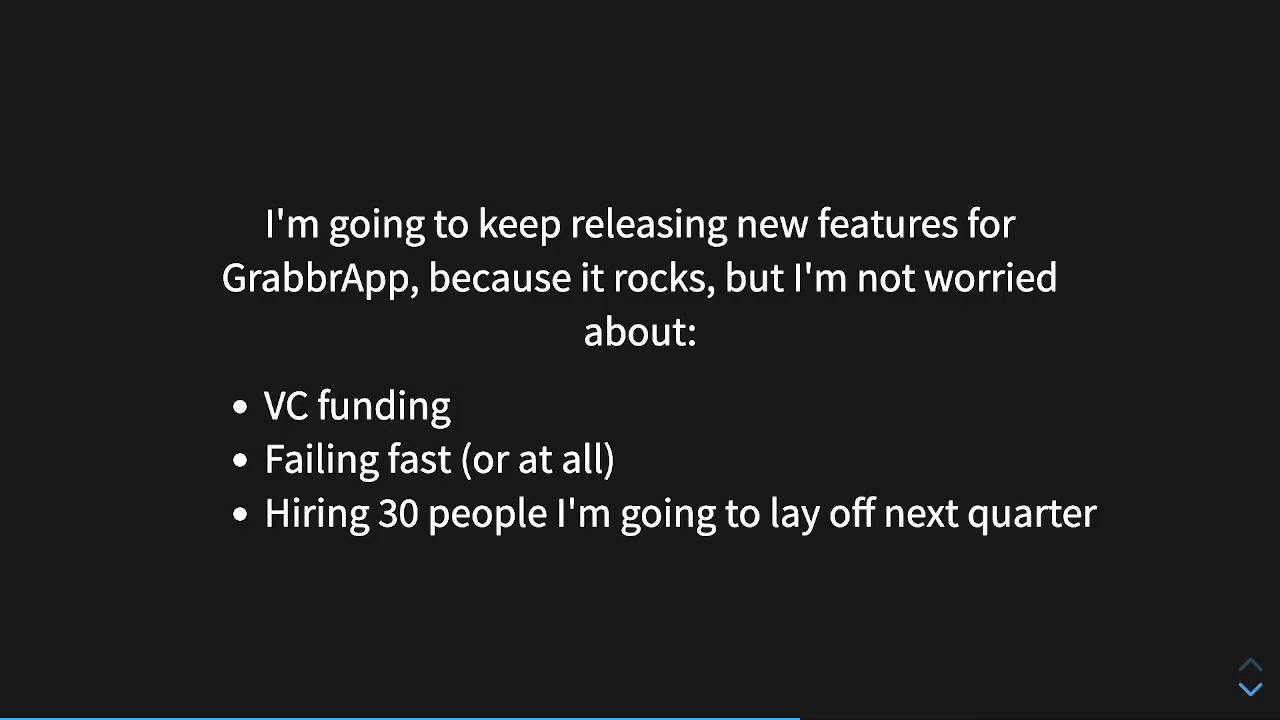 I'm going to keep releasing new features for
GrabbrApp, because it rocks, but I'm not worried
about:
• VC funding
• Failing fast (or at all)
• Hiring 30 people I'm going to lay off next quarter